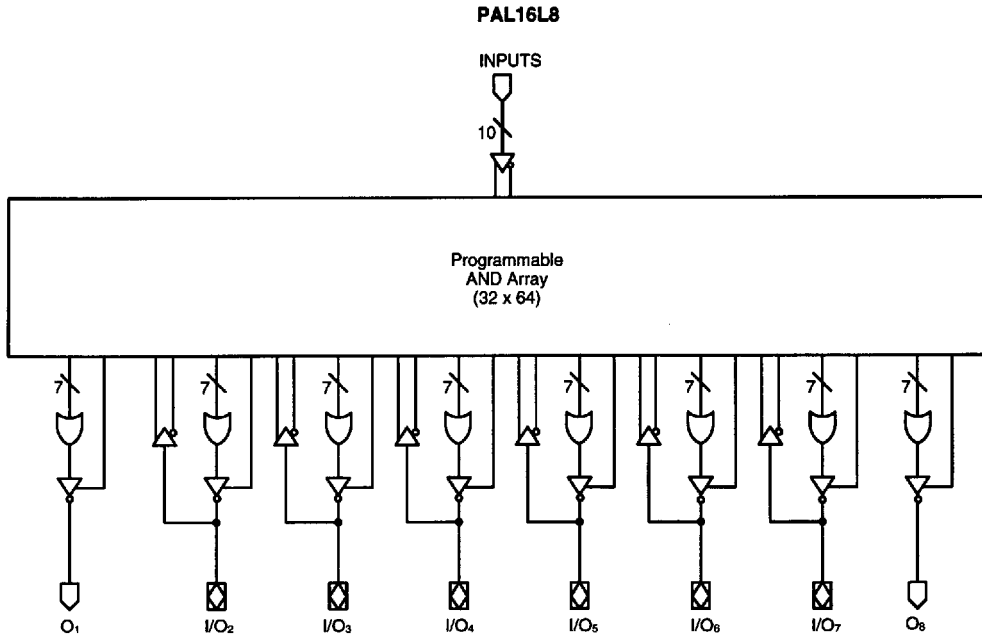 PAL16L8
INPUTS
10
Programmable
AND Array
(32 x 64)
7 7 7 7 7 7 7 7
O₁ I/O₂ I/O₃ I/O₄ I/O₅ I/O₆ I/O₇ O₈